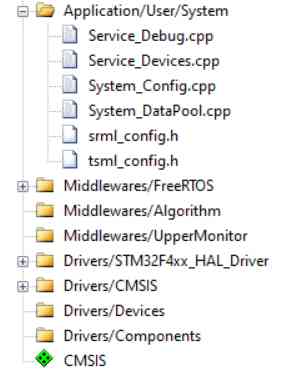 Application/User/System
Service_Debug.cpp
Service_Devices.cpp
System_Config.cpp
System_DataPool.cpp
srml_config.h
tsml_config.h
Middlewares/FreeRTOS
Middlewares/Algorithm
Middlewares/UpperMonitor
Drivers/STM32F4xx_HAL_Driver
Drivers/CMSIS
Drivers/Devices
Drivers/Components
CMSIS